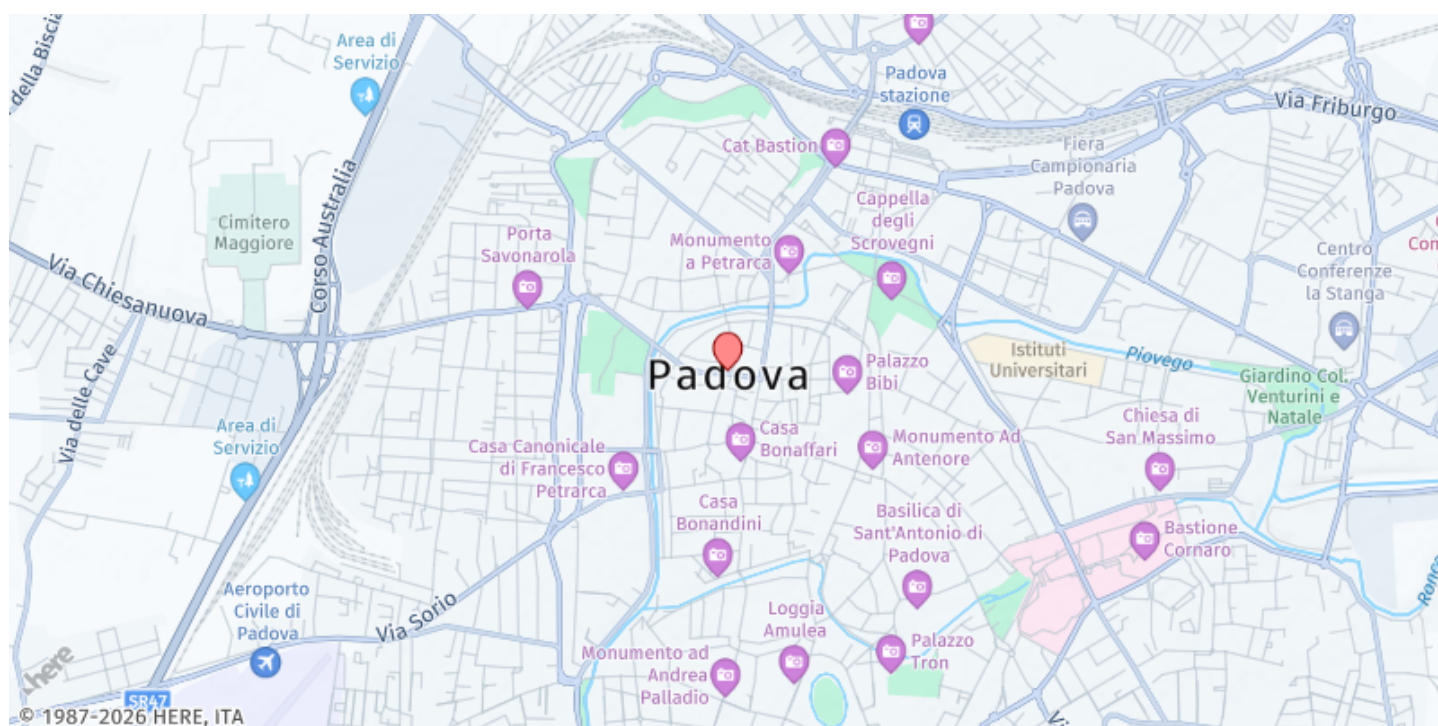 della Biscia
Area di
Servizio
Padova
stazione
Via Friburgo
Cat Bastion
Fiera
Campionaria
Padova
Cimitero
Maggiore
Corso Australia
Porta
Savonarola
Monumento
a Petrarca
Cappella
degli
Scrovegni
Centro
Conferenze
la Stanga
Via Chiesanuova
Padova
Palazzo
Bibi
Istituti
Universitari
Piovego
Giardino Col.
Venturini e
Natale
Via delle Cave
Area di
Servizio
Casa Canonicale
di Francesco
Petrarca
Casa
Bonaffari
Monumento Ad
Antenore
Chiesa di
San Massimo
Casa
Bonandini
Basilica di
Sant'Antonio di
Padova
Bastione
Cornaro
Aeroporto
Civile di
Padova
Via Sorio
Loggia
Amulea
Monumento ad
Andrea
Palladio
Palazzo
Tron
here
SR47
© 1987-2026 HERE, ITA